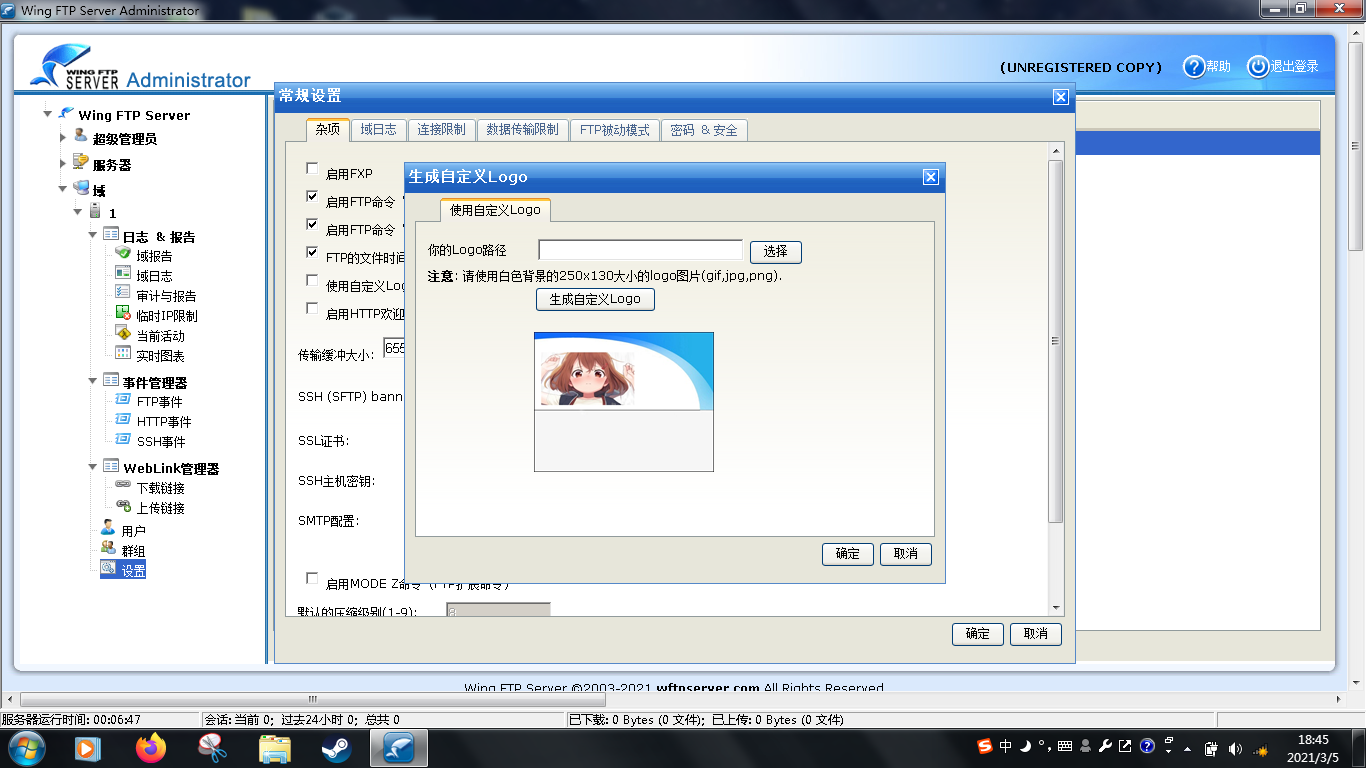 Wing FTP Server Administrator
WING FTP
SERVER Administrator
(UNREGISTERED COPY)
帮助
退出登录
Wing FTP Server
超级管理员
服务器
域
1
日志 & 报告
域报告
域日志
审计与报告
临时IP限制
当前活动
实时图表
事件管理器
FTP事件
HTTP事件
SSH事件
WebLink管理器
下载链接
上传链接
用户
群组
设置
常规设置
杂项
域日志
连接限制
数据传输限制
FTP被动模式
密码 & 安全
启用FXP
启用FTP命令
启用FTP命令
FTP的文件时间
使用自定义Log
启用HTTP欢迎
传输缓冲大小:
655
SSH (SFTP) bann
SSL证书:
SSH主机密钥:
SMTP配置:
启用MODE Z命令 (FTP扩展命令)
默认的压缩级别(1-9):
8
确定
取消
生成自定义Logo
使用自定义Logo
你的Logo路径
选择
注意: 请使用白色背景的250x130大小的logo图片(gif,jpg,png).
生成自定义Logo
确定
取消
Wing FTP Server ©2003-2021 wftpserver.com All Rights Reserved
服务器运行时间: 00:06:47
会话: 当前 0; 过去24小时 0; 总共 0
已下载: 0 Bytes (0 文件); 已上传: 0 Bytes (0 文件)
中
18:45
2021/3/5